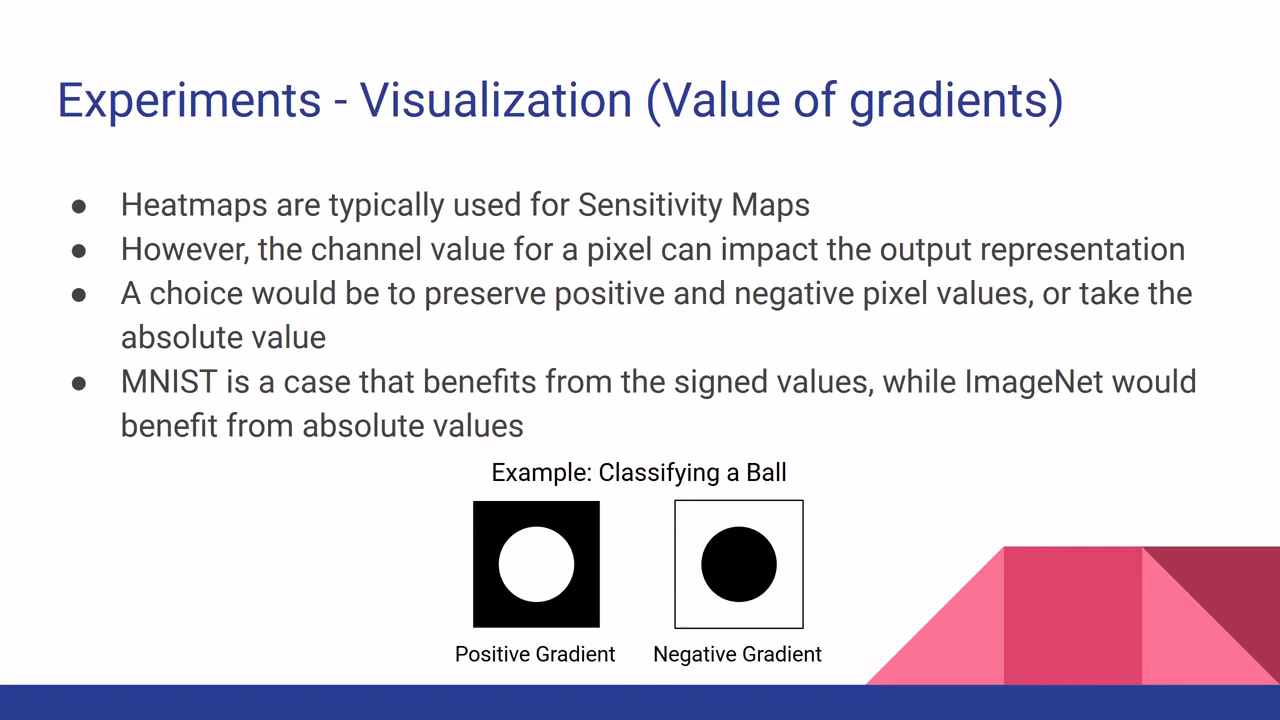 Experiments - Visualization (Value of gradients)
● Heatmaps are typically used for Sensitivity Maps
● However, the channel value for a pixel can impact the output representation
● A choice would be to preserve positive and negative pixel values, or take the
absolute value
● MNIST is a case that benefits from the signed values, while ImageNet would
benefit from absolute values
Example: Classifying a Ball
Positive Gradient
Negative Gradient